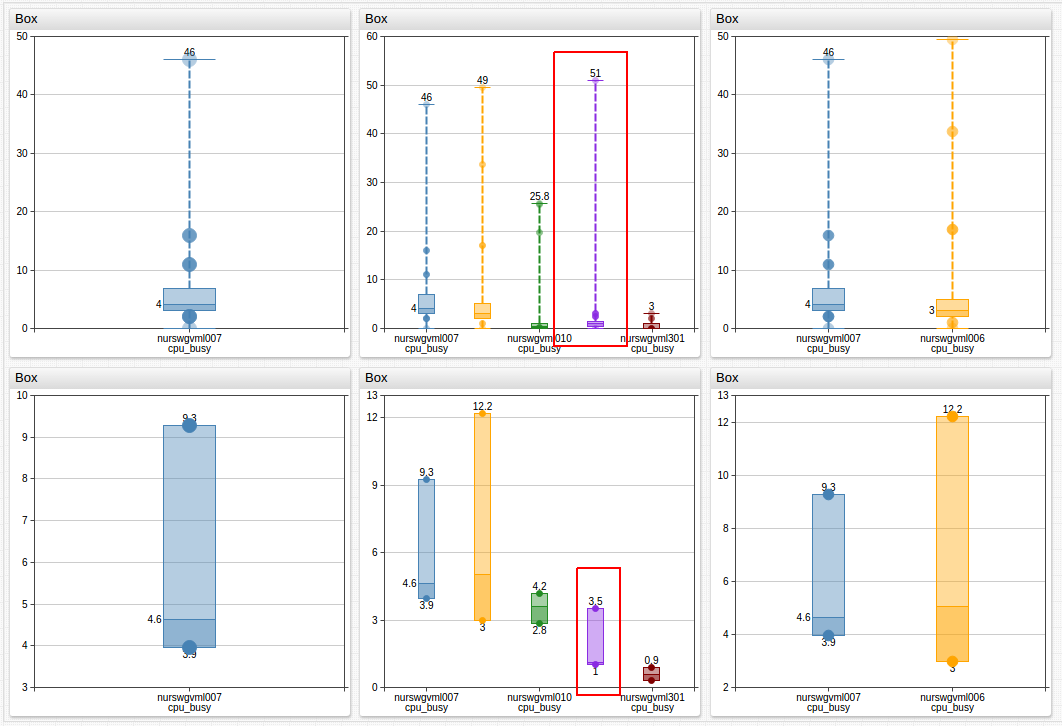 Box
50
40
30
20
10
0
46
4
nurswgvml007
cpu_busy
Box
60
50
40
30
20
10
0
46
49
25.8
51
3
4
nurswgvml007
cpu_busy
nurswgvml010
cpu_busy
nurswgvml301
cpu_busy
Box
50
40
30
20
10
0
46
4
3
nurswgvml007
cpu_busy
nurswgvml006
cpu_busy
Box
10
9
8
7
6
5
4
3
9.3
4.6
3.9
nurswgvml007
cpu_busy
Box
13
12
9
6
3
0
9.3
4.6
3.9
12.2
3
4.2
2.8
3.5
1
0.9
nurswgvml007
cpu_busy
nurswgvml010
cpu_busy
nurswgvml301
cpu_busy
Box
13
12
10
8
6
4
2
9.3
4.6
3.9
12.2
3
nurswgvml007
cpu_busy
nurswgvml006
cpu_busy